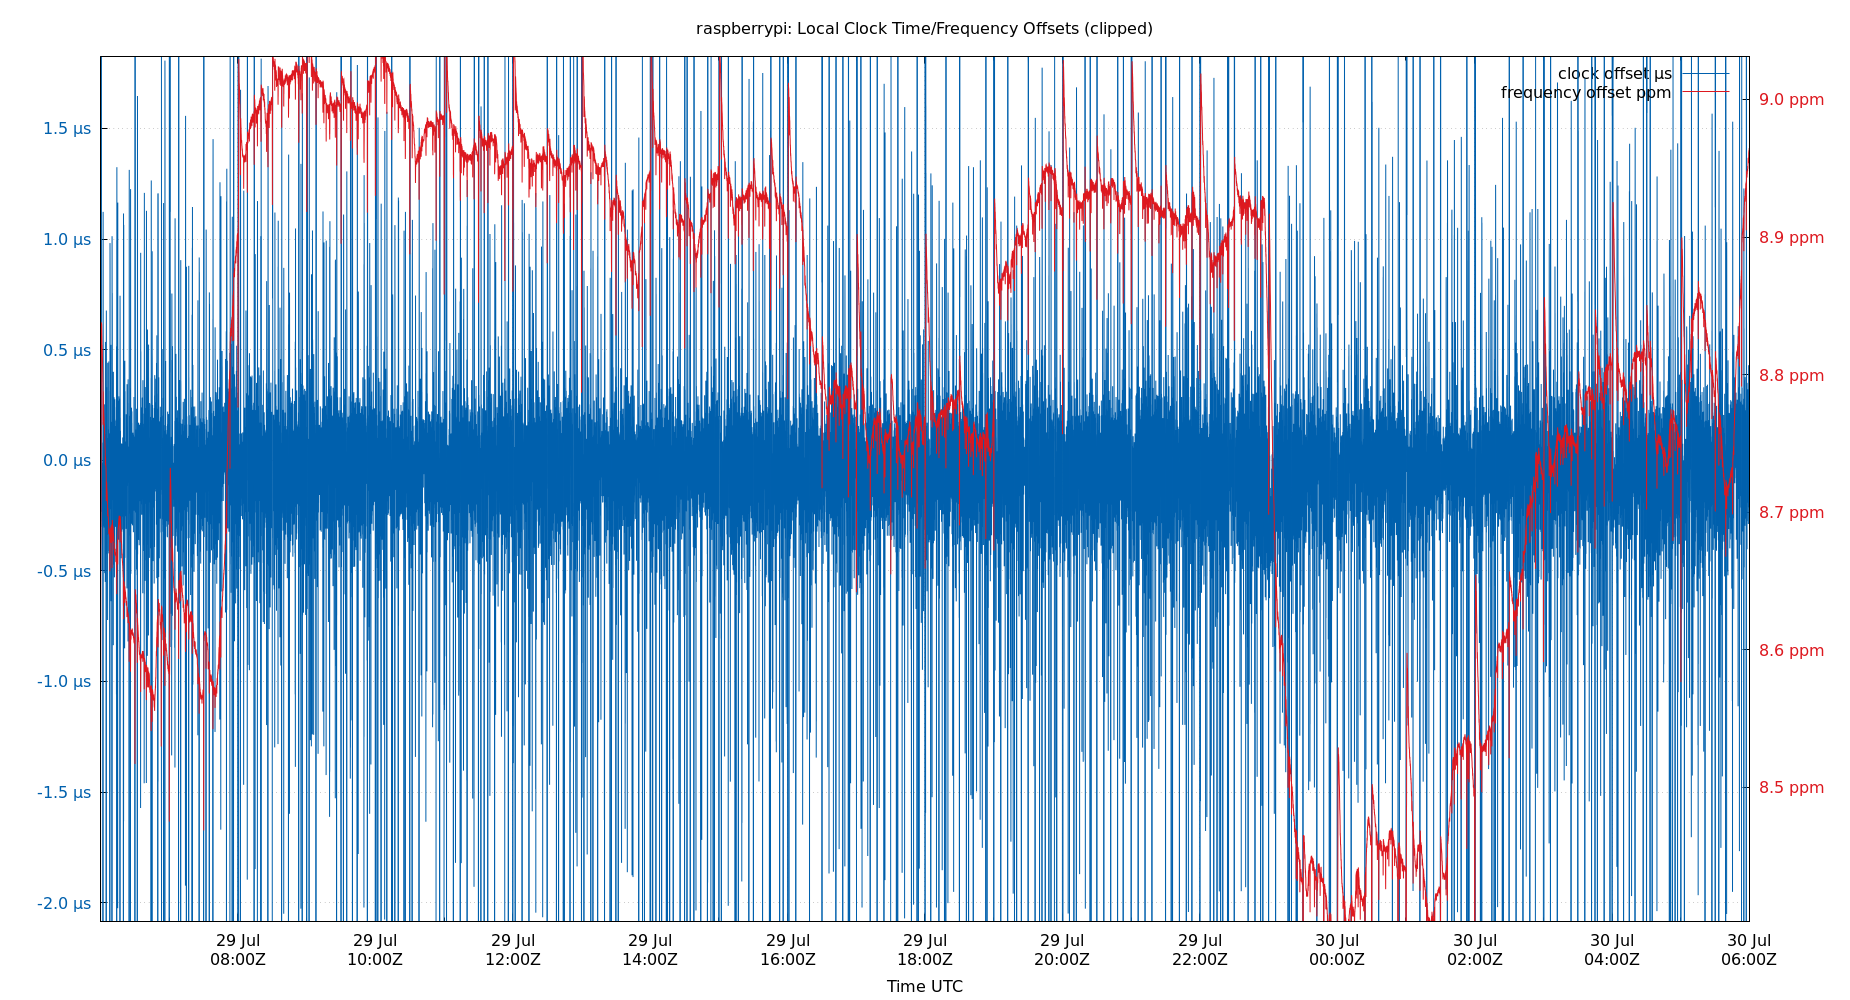 raspberrypi: Local Clock Time/Frequency Offsets (clipped)
clock offset µs
frequency offset ppm
1.5 µs
1.0 µs
0.5 µs
0.0 µs
-0.5 µs
-1.0 µs
-1.5 µs
-2.0 µs
9.0 ppm
8.9 ppm
8.8 ppm
8.7 ppm
8.6 ppm
8.5 ppm
29 Jul 29 Jul 29 Jul 29 Jul 29 Jul 29 Jul 29 Jul 29 Jul 30 Jul 30 Jul 30 Jul 30 Jul
08:00Z 10:00Z 12:00Z 14:00Z 16:00Z 18:00Z 20:00Z 22:00Z 00:00Z 02:00Z 04:00Z 06:00Z
Time UTC